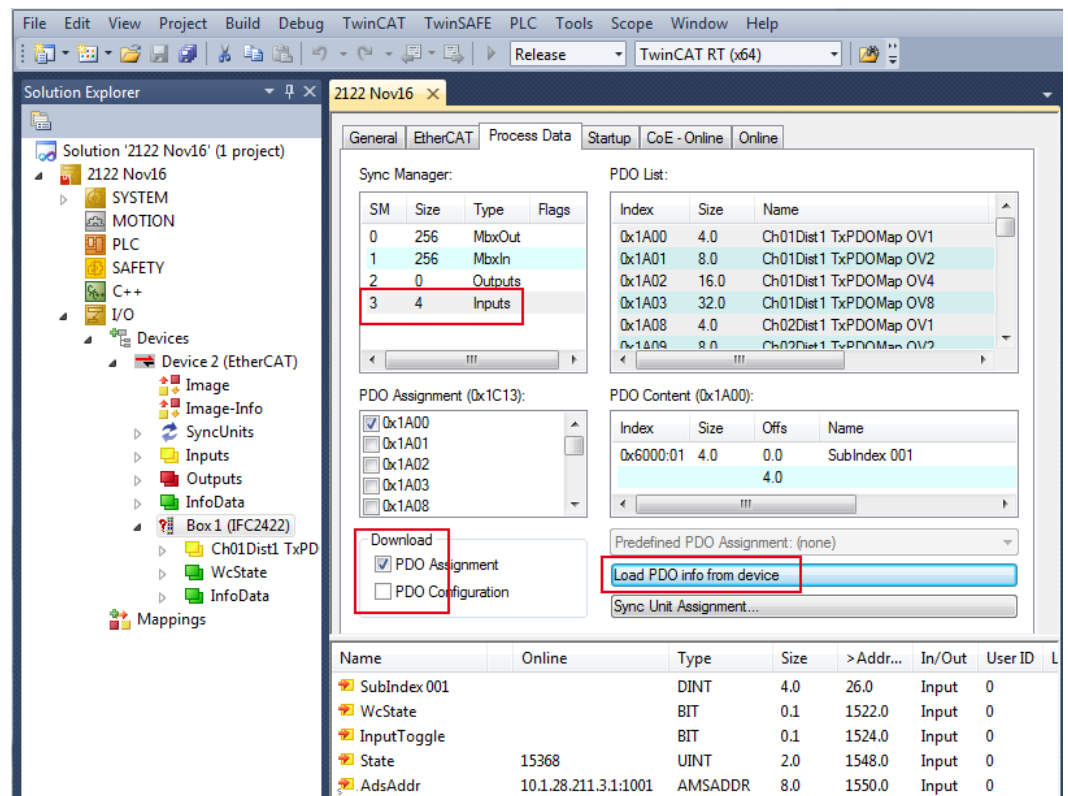 File Edit View Project Build Debug TwinCAT TwinSAFE PLC Tools Scope Window Help
Release TwinCAT RT (x64)
Solution Explorer
2122 Nov16
Solution '2122 Nov16' (1 project)
2122 Nov16
SYSTEM
MOTION
PLC
SAFETY
C++
I/O
Devices
Device 2 (EtherCAT)
Image
Image-Info
SyncUnits
Inputs
Outputs
InfoData
Box 1 (IFC2422)
Ch01Dist1 TxPD
WcState
InfoData
Mappings
General EtherCAT Process Data Startup CoE - Online Online
Sync Manager:
SM Size Type Flags
0 256 MbxOut
1 256 MbxIn
2 0 Outputs
3 4 Inputs
PDO List:
Index Size Name
0x1A00 4.0 Ch01Dist1 TxPDOMap OV1
0x1A01 8.0 Ch01Dist1 TxPDOMap OV2
0x1A02 16.0 Ch01Dist1 TxPDOMap OV4
0x1A03 32.0 Ch01Dist1 TxPDOMap OV8
0x1A08 4.0 Ch02Dist1 TxPDOMap OV1
0x1A09 8.0 Ch02Dist1 TxPDOMap OV2
PDO Assignment (0x1C13):
0x1A00
0x1A01
0x1A02
0x1A03
0x1A08
PDO Content (0x1A00):
Index Size Offs Name
0x6000:01 4.0 0.0 SubIndex 001
4.0
Download
PDO Assignment
PDO Configuration
Predefined PDO Assignment: (none)
Load PDO info from device
Sync Unit Assignment...
Name Online Type Size >Addr... In/Out User ID L
SubIndex 001 DINT 4.0 26.0 Input 0
WcState BIT 0.1 1522.0 Input 0
InputToggle BIT 0.1 1524.0 Input 0
State 15368 UINT 2.0 1548.0 Input 0
AdsAddr 10.1.28.211.3.1:1001 AMSADDR 8.0 1550.0 Input 0